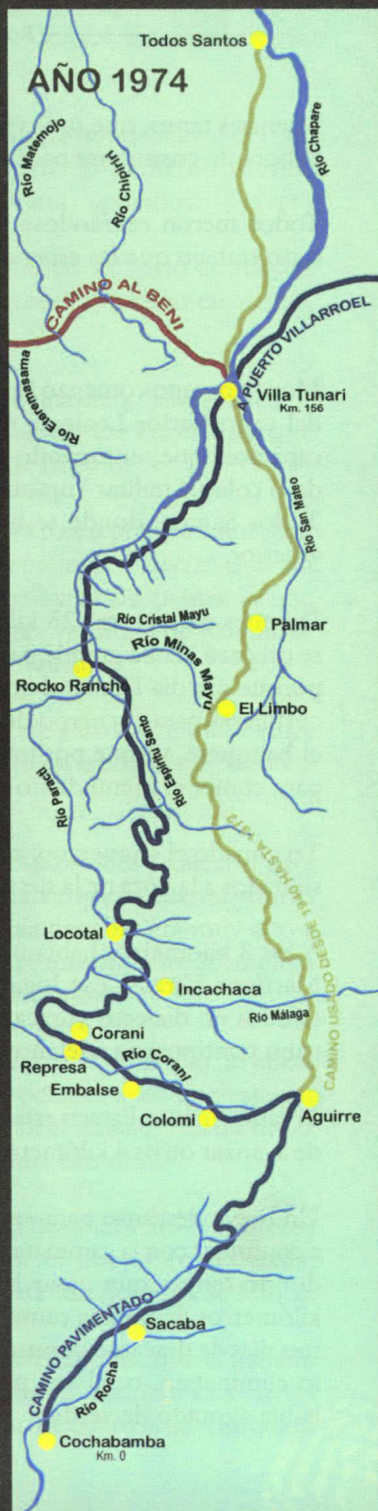 Todos Santos
AÑO 1974
Río Matemojo
Río Chipiriri
Río Chapare
CAMINO AL BENI
A PUERTO VILLARROEL
Río Eteremasama
Villa Tunari
Km. 156
Río San Mateo
Río Cristal Mayu
Palmar
Río Minas Mayu
Rocko Rancho
El Limbo
Río Espíritu Santo
Río Paracti
CAMINO USADO DESDE 1940 HASTA 1972
Locotal
Incachaca
Río Málaga
Corani
Río Corani
Represa
Embalse
Colomi
Aguirre
CAMINO PAVIMENTADO
Sacaba
Río Rocha
Cochabamba
Km. 0